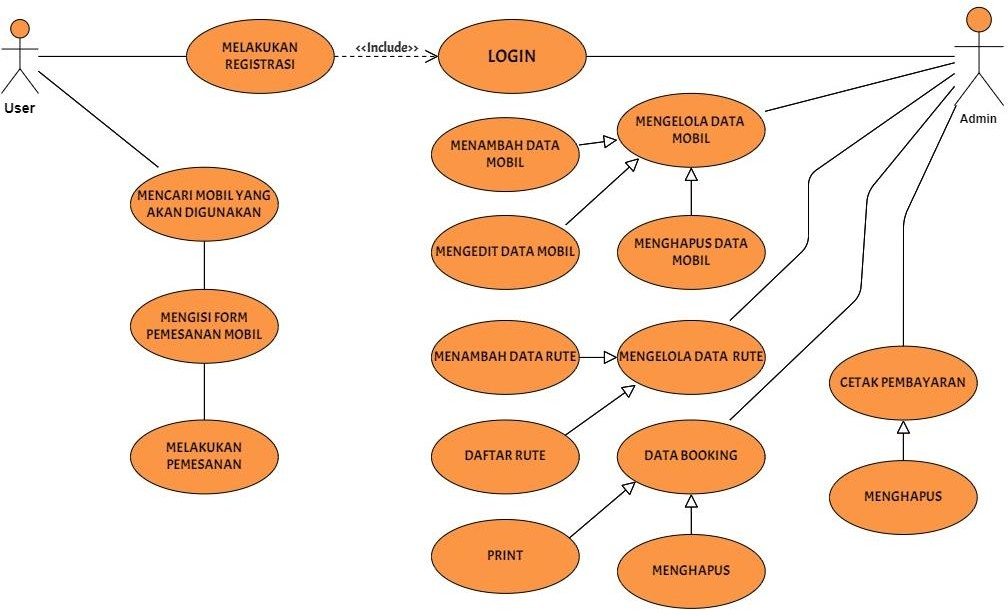 MELAKUKAN
REGISTRASI
<<Include>>
LOGIN
User
Admin
MENGELOLA DATA
MOBIL
MENAMBAH DATA
MOBIL
MENCARI MOBIL YANG
AKAN DIGUNAKAN
MENGEDIT DATA MOBIL
MENGHAPUS DATA
MOBIL
MENGISI FORM
PEMESANAN MOBIL
MENAMBAH DATA RUTE
MENGELOLA DATA RUTE
CETAK PEMBAYARAN
MELAKUKAN
PEMESANAN
DAFTAR RUTE
DATA BOOKING
MENGHAPUS
PRINT
MENGHAPUS